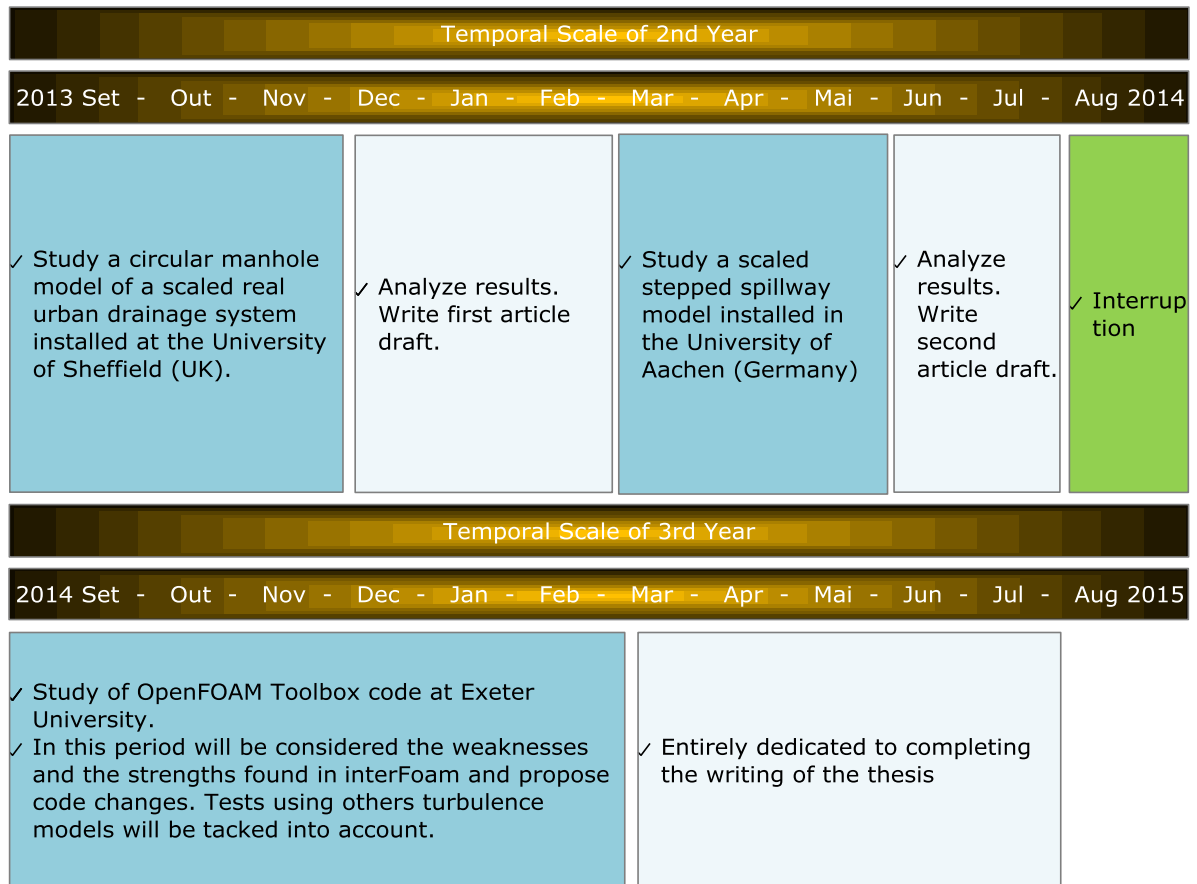 Temporal Scale of 2nd Year
2013 Set - Out - Nov - Dec - Jan - Feb - Mar - Apr - Mai - Jun - Jul - Aug 2014
✓ Study a circular manhole
model of a scaled real
urban drainage system
installed at the University
of Sheffield (UK).
✓ Analyze results.
Write first article
draft.
✓ Study a scaled
stepped spillway
model installed in
the University of
Aachen (Germany)
✓ Analyze
results.
Write
second
article draft.
✓ Interrup
tion
Temporal Scale of 3rd Year
2014 Set - Out - Nov - Dec - Jan - Feb - Mar - Apr - Mai - Jun - Jul - Aug 2015
✓ Study of OpenFOAM Toolbox code at Exeter
University.
✓ In this period will be considered the weaknesses
and the strengths found in interFoam and propose
code changes. Tests using others turbulence
models will be tacked into account.
✓ Entirely dedicated to completing
the writing of the thesis